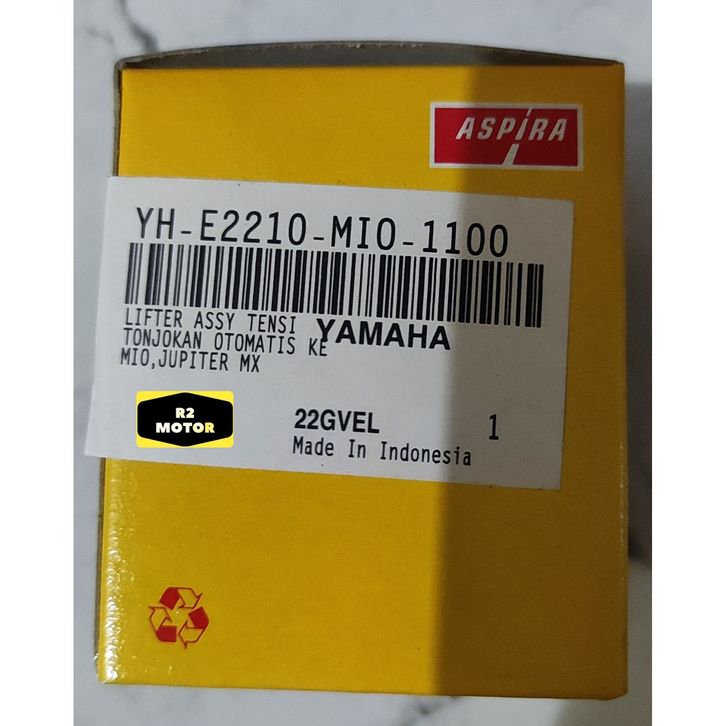 ASPIRA
YH-E2210-MIO-1100
LIFTER ASSY TENSI
TONJOKAN OTOMATIS KE
MIO,JUPITER MX
YAMAHA
R2
MOTOR
22GVEL
1
Made In Indonesia